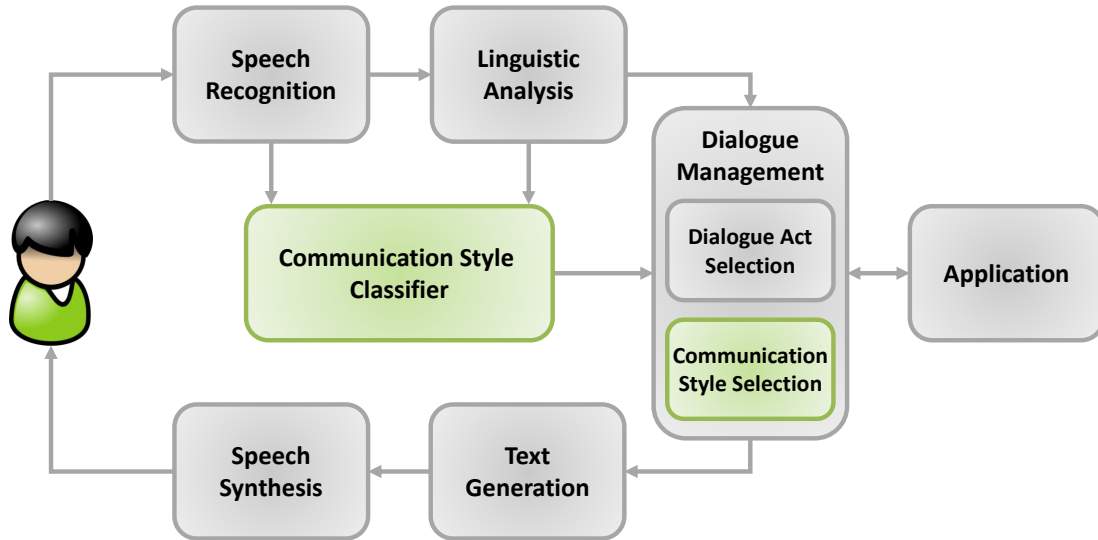 Speech
Recognition
Linguistic
Analysis
Dialogue
Management
Dialogue Act
Selection
Communication
Style Selection
Communication Style
Classifier
Application
Speech
Synthesis
Text
Generation